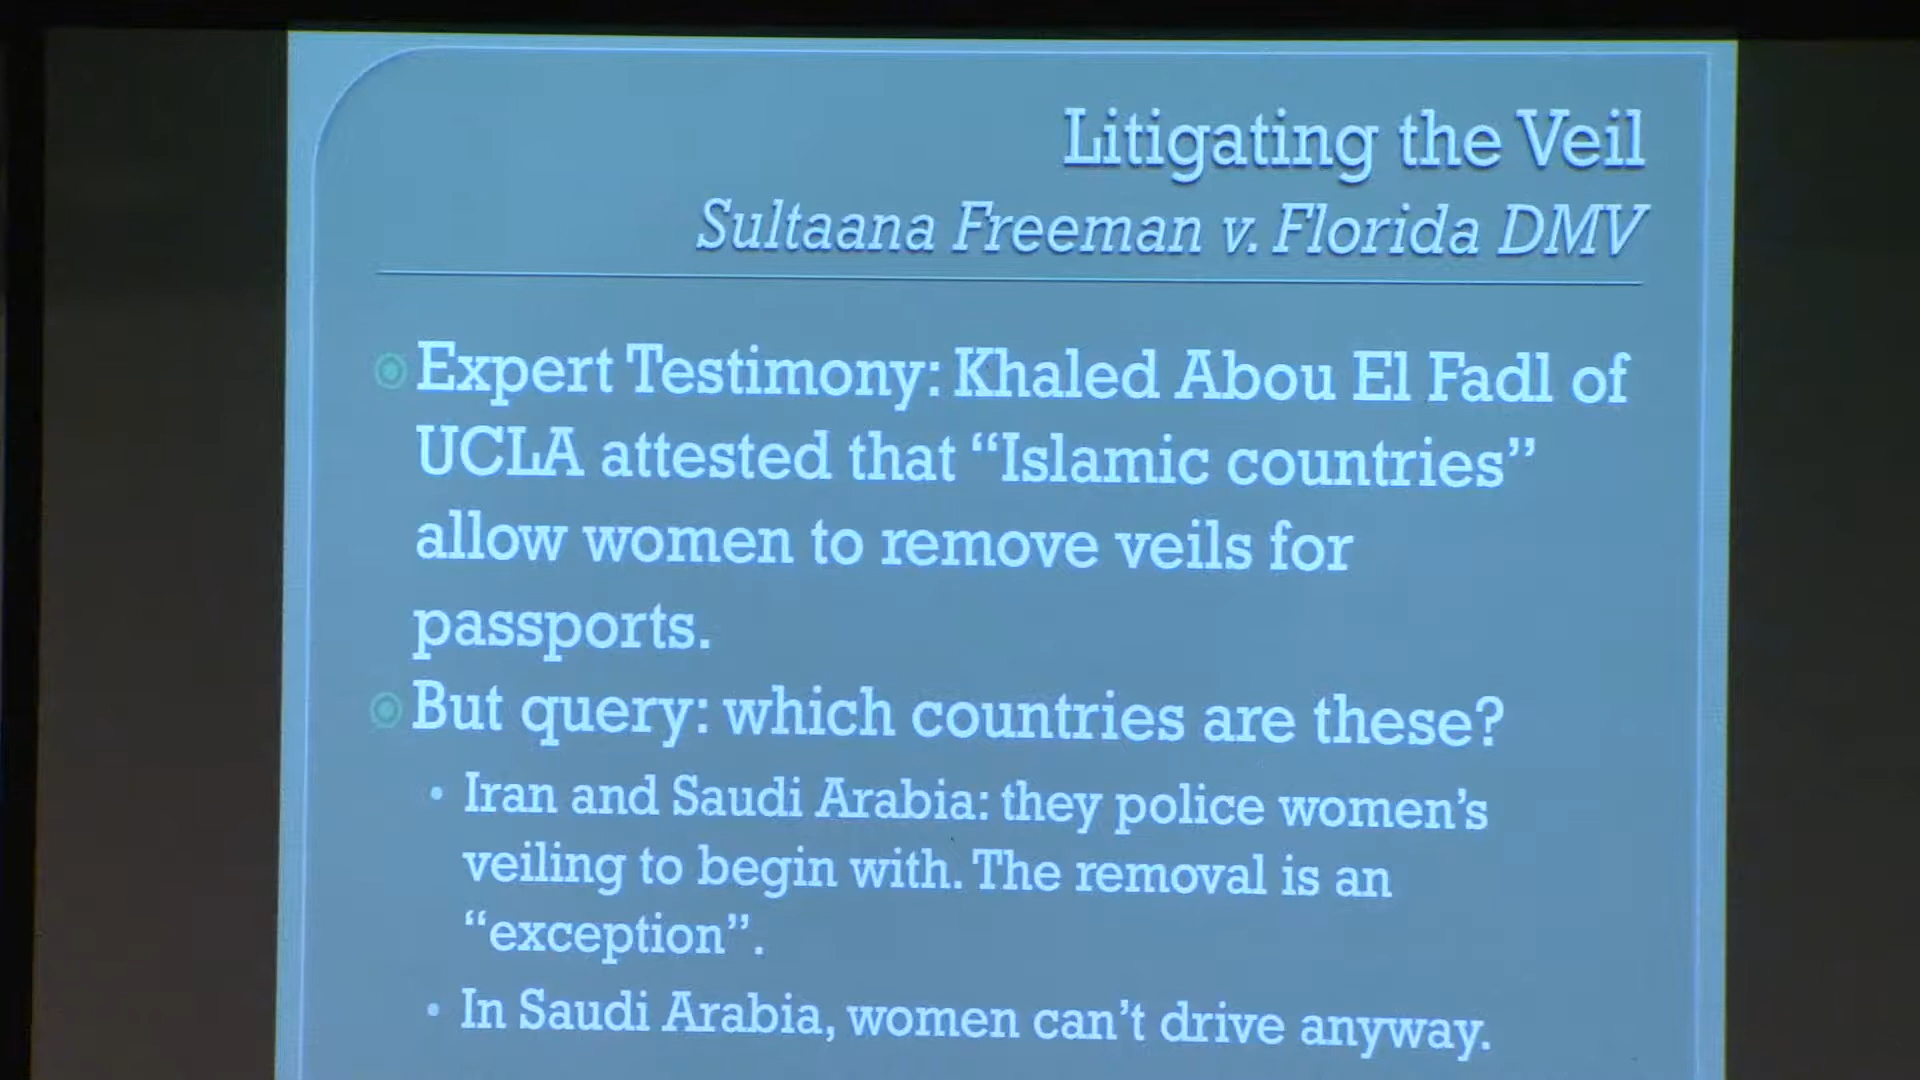 Litigating the Veil
Sultaana Freeman v. Florida DMV
Expert Testimony: Khaled Abou El Fadl of
UCLA attested that “Islamic countries”
allow women to remove veils for
passports.
But query: which countries are these?
Iran and Saudi Arabia: they police women’s
veiling to begin with. The removal is an
“exception”.
In Saudi Arabia, women can’t drive anyway.